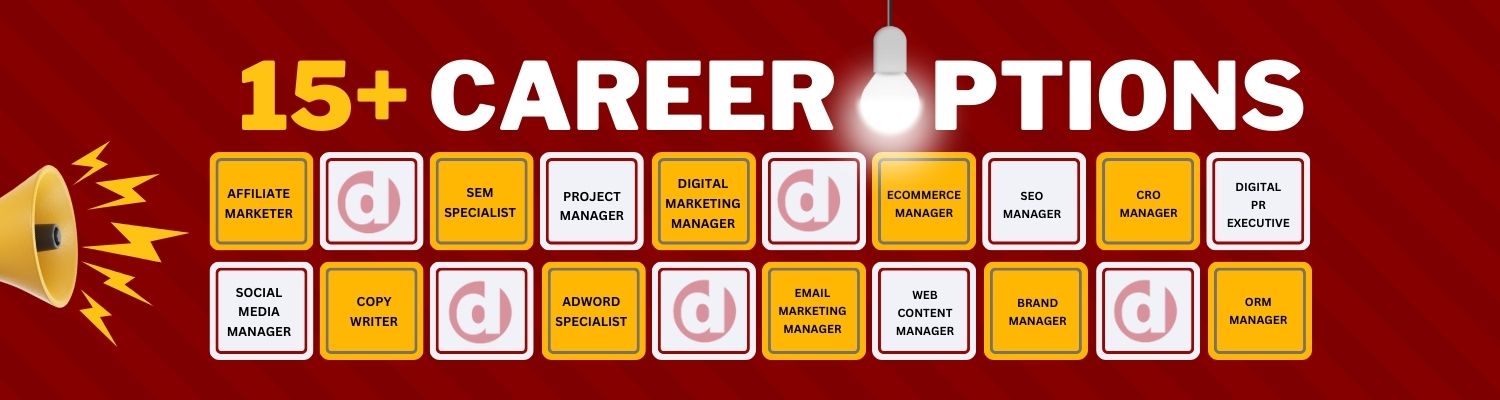 15+ CAREER OPTIONS
AFFILIATE
MARKETER
d
SEM
SPECIALIST
PROJECT
MANAGER
DIGITAL
MARKETING
MANAGER
d
ECOMMERCE
MANAGER
SEO
MANAGER
CRO
MANAGER
DIGITAL
PR
EXECUTIVE
SOCIAL
MEDIA
MANAGER
COPY
WRITER
d
ADWORD
SPECIALIST
d
EMAIL
MARKETING
MANAGER
WEB
CONTENT
MANAGER
BRAND
MANAGER
d
ORM
MANAGER